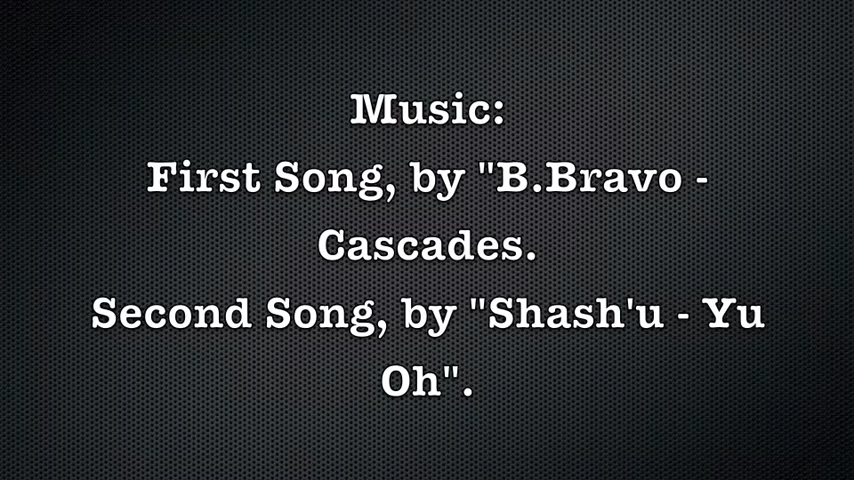 Music:
First Song, by "B.Bravo -
Cascades.
Second Song, by "Shash'u - Yu
Oh".